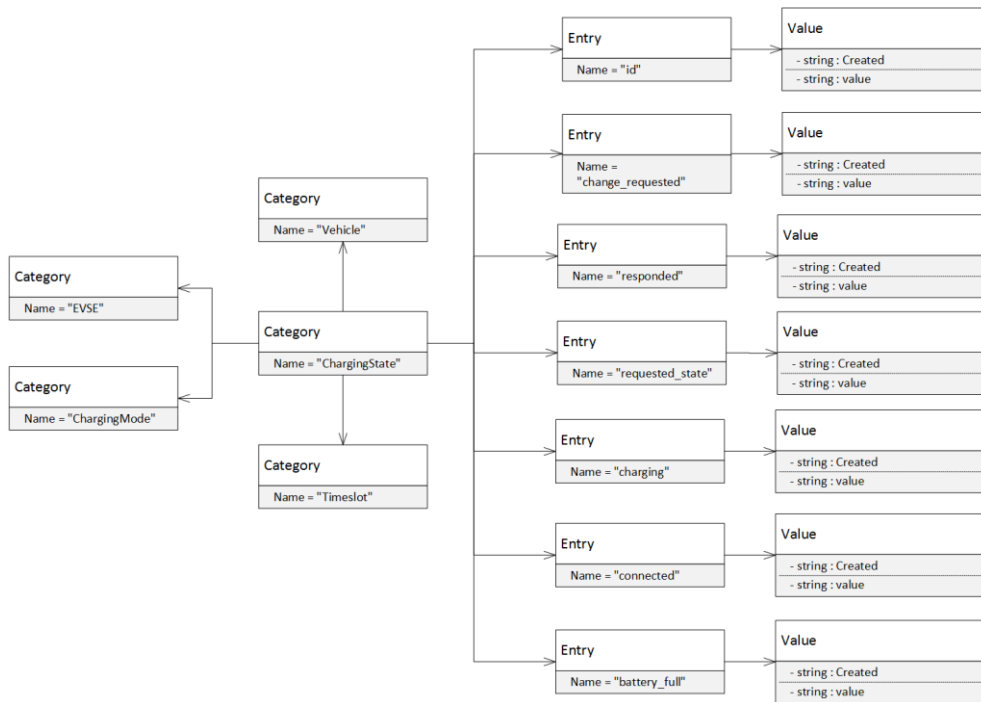 Entry
Name = "id"
Value
- string : Created
- string : value
Entry
Name =
"change_requested"
Value
- string : Created
- string : value
Category
Name = "Vehicle"
Entry
Name = "responded"
Value
- string : Created
- string : value
Category
Name = "EVSE"
Category
Name = "ChargingState"
Entry
Name = "requested_state"
Value
- string : Created
- string : value
Category
Name = "ChargingMode"
Category
Name = "Timeslot"
Entry
Name = "charging"
Value
- string : Created
- string : value
Entry
Name = "connected"
Value
- string : Created
- string : value
Entry
Name = "battery_full"
Value
- string : Created
- string : value